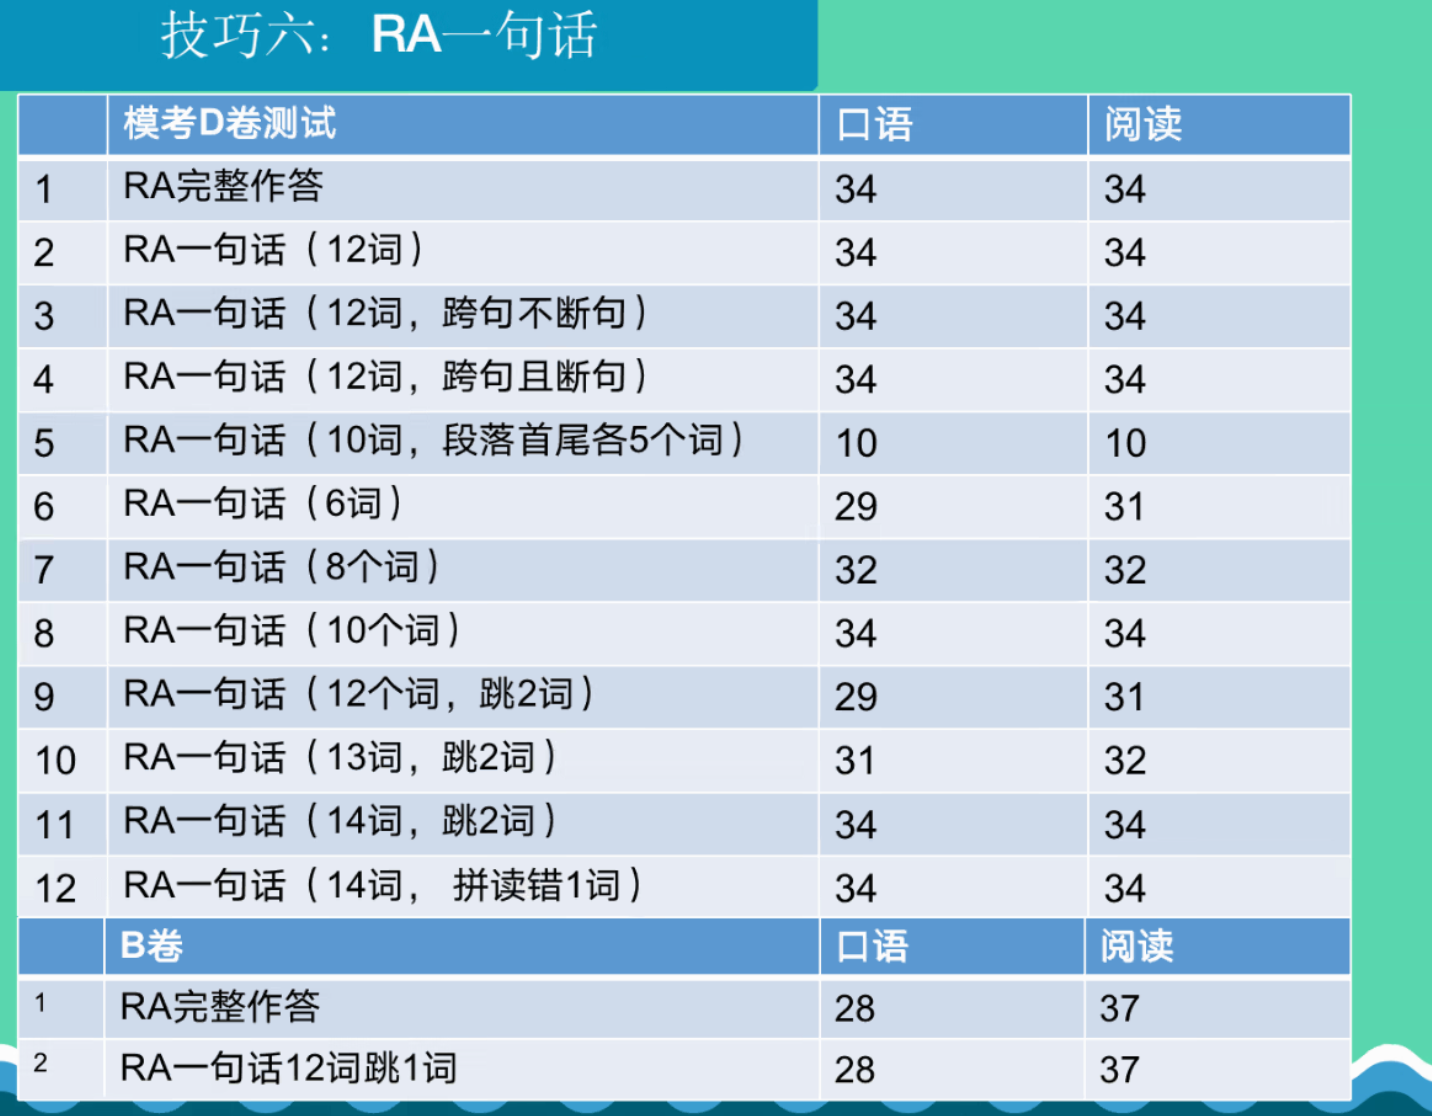 技巧六：RA一句话
模考D卷测试 口语 阅读
1 RA完整作答 34 34
2 RA一句话（12词） 34 34
3 RA一句话（12词，跨句不断句） 34 34
4 RA一句话（12词，跨句且断句） 34 34
5 RA一句话（10词，段落首尾各5个词） 10 10
6 RA一句话（6词） 29 31
7 RA一句话（8个词） 32 32
8 RA一句话（10个词） 34 34
9 RA一句话（12个词，跳2词） 29 31
10 RA一句话（13词，跳2词） 31 32
11 RA一句话（14词，跳2词） 34 34
12 RA一句话（14词， 拼读错1词） 34 34
B卷 口语 阅读
1 RA完整作答 28 37
2 RA一句话12词跳1词 28 37